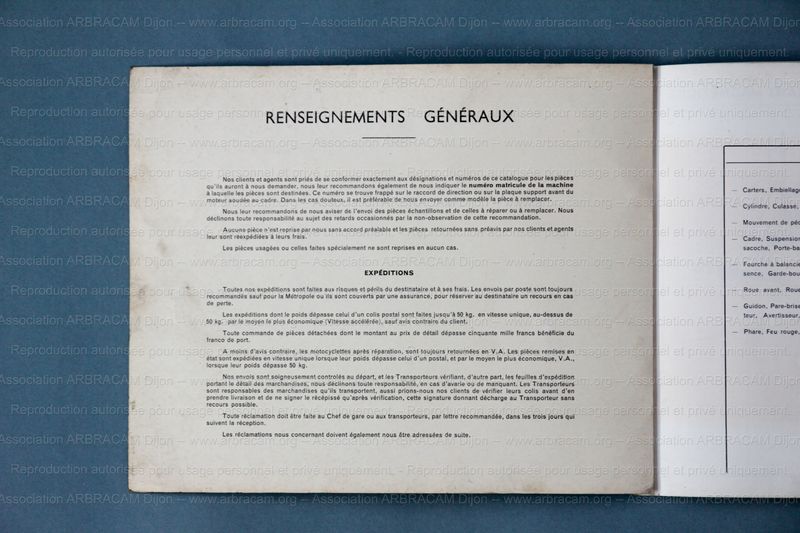 Association ARBRACAM Dijon -- www.arbracam.org -- Association ARBRACAM Dijon -- www.arbracam.org -- Association ARBRACAM Dijon
Reproduction autorisée pour usage personnel et privé uniquement. - Reproduction autorisée pour usage personnel et privé uniquement.
RENSEIGNEMENTS GÉNÉRAUX
Nos clients et agents sont priés de se conformer exactement aux désignations et numéros de ce catalogue pour les pièces
qu'ils auront à nous demander, nous leur recommandons également de nous indiquer le numéro matricule de la machine
à laquelle les pièces sont destinées. Ce numéro se trouve frappé sur le raccord de direction ou sur la plaque support avant du
moteur soudée au cadre. Dans les cas douteux, il est préférable de nous envoyer comme modèle la pièce à remplacer.
Nous leur recommandons de nous aviser de l'envoi des pièces échantillons et de celles à réparer ou à remplacer. Nous
déclinons toute responsabilité au sujet des retards occasionnés par la non-observation de cette recommandation.
Aucune pièce n'est reprise par nous sans accord préalable et les pièces retournées sans préavis par nos clients et agents
leur sont réexpédiées à leurs frais.
Les pièces usagées ou celles faites spécialement ne sont reprises en aucun cas.
EXPÉDITIONS
Toutes nos expéditions sont faites aux risques et périls du destinataire et à ses frais. Les envois par poste sont toujours
recommandés sauf pour la Métropole ou ils sont couverts par une assurance, pour réserver au destinataire un recours en cas
de perte.
Les expéditions dont le poids dépasse celui d'un colis postal sont faites jusqu'à 50 kg. en vitesse unique, au-dessus de
50 kg. par le moyen le plus économique (Vitesse accélérée), sauf avis contraire du client.
Toute commande de pièces détachées dont le montant au prix de détail dépasse cinquante mille francs bénéficie du
franco de port.
A moins d'avis contraire, les motocyclettes après réparation, sont toujours retournées en V.A. Les pièces remises en
état sont expédiées en vitesse unique lorsque leur poids dépasse celui d'un postal, et par le moyen le plus économique, V.A.,
lorsque leur poids dépasse 50 kg.
Nos envois sont soigneusement contrôlés au départ, et les Transporteurs vérifiant, d'autre part, les feuilles d'expédition
portant le détail des marchandises, nous déclinons toute responsabilité, en cas d'avarie ou de manquant. Les Transporteurs
sont responsables des marchandises qu'ils transportent, aussi prions-nous nos clients de vérifier leurs colis avant d'en
prendre livraison et de ne signer le récépissé qu'après vérification, cette signature donnant décharge au Transporteur sans
recours possible.
Toute réclamation doit être faite au Chef de gare ou aux transporteurs, par lettre recommandée, dans les trois jours qui
suivent la réception.
Les réclamations nous concernant doivent également nous être adressées de suite.
— Carters, Embiellag
— Cylindre, Culasse,
— Mouvement de péd
— Cadre, Suspension
sacoche, Porte-ba
— Fourche à balancie
sence, Garde-bou
— Roue avant, Roue
— Guidon, Pare-brise
teur, Avertisseur,
— Phare, Feu rouge,